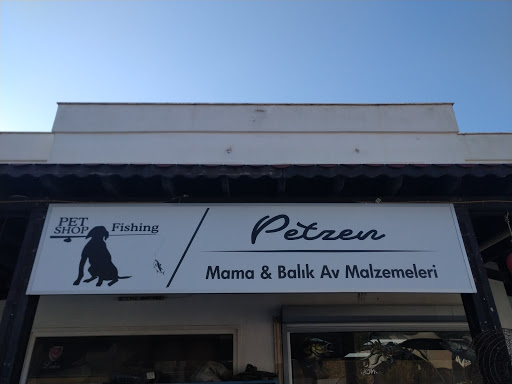 PET
SHOP Fishing
Petzen
Mama & Balık Av Malzemeleri